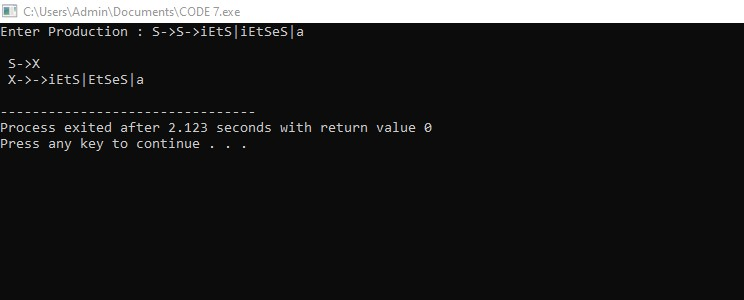 C:\Users\Admin\Documents\CODE 7.exe
Enter Production : S->S->iEtS|iEtSeS|a
S->X
X->->iEtS|EtSeS|a
--------------------------------
Process exited after 2.123 seconds with return value 0
Press any key to continue . . .